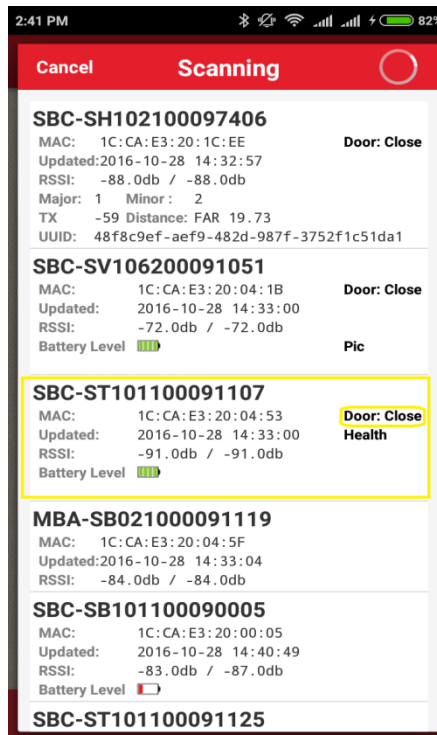 2:41 PM 82%
Cancel Scanning
SBC-SH102100097406
MAC: 1C:CA:E3:20:1C:EE Door: Close
Updated:2016-10-28 14:32:57
RSSI: -88.0db / -88.0db
Major: 1 Minor : 2
TX -59 Distance: FAR 19.73
UUID: 48f8c9ef-aef9-482d-987f-3752f1c51da1
SBC-SV106200091051
MAC: 1C:CA:E3:20:04:1B Door: Close
Updated: 2016-10-28 14:33:00
RSSI: -72.0db / -72.0db
Battery Level Pic
SBC-ST101100091107
MAC: 1C:CA:E3:20:04:53 Door: Close
Updated: 2016-10-28 14:33:00 Health
RSSI: -91.0db / -91.0db
Battery Level
MBA-SB021000091119
MAC: 1C:CA:E3:20:04:5F
Updated:2016-10-28 14:33:04
RSSI: -84.0db / -84.0db
SBC-SB101100090005
MAC: 1C:CA:E3:20:00:05
Updated: 2016-10-28 14:40:49
RSSI: -83.0db / -87.0db
Battery Level
SBC-ST101100091125